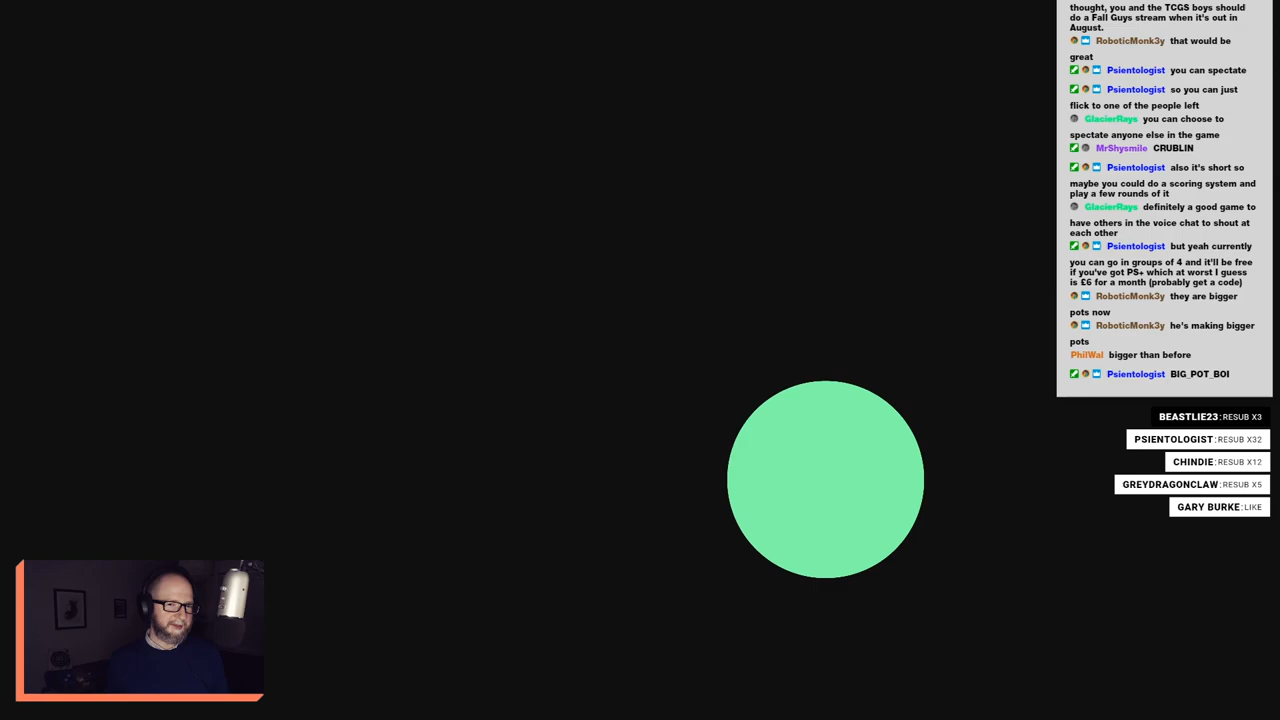 thought, you and the TCGS boys should
do a Fall Guys stream when it's out in
August.
RoboticMonk3y that would be
great
Psientologist you can spectate
Psientologist so you can just
flick to one of the people left
GlacierRays you can choose to
spectate anyone else in the game
MrShysmile CRUBLIN
Psientologist also it's short so
maybe you could do a scoring system and
play a few rounds of it
GlacierRays definitely a good game to
have others in the voice chat to shout at
each other
Psientologist but yeah currently
you can go in groups of 4 and it'll be free
if you've got PS+ which at worst I guess
is £6 for a month (probably get a code)
RoboticMonk3y they are bigger
pots now
RoboticMonk3y he's making bigger
pots
PhilWal bigger than before
Psientologist BIG_POT_BOI
BEASTLIE23: RESUB X3
PSIENTOLOGIST: RESUB X32
CHINDIE: RESUB X12
GREYDRAGONCLAW: RESUB X5
GARY BURKE: LIKE